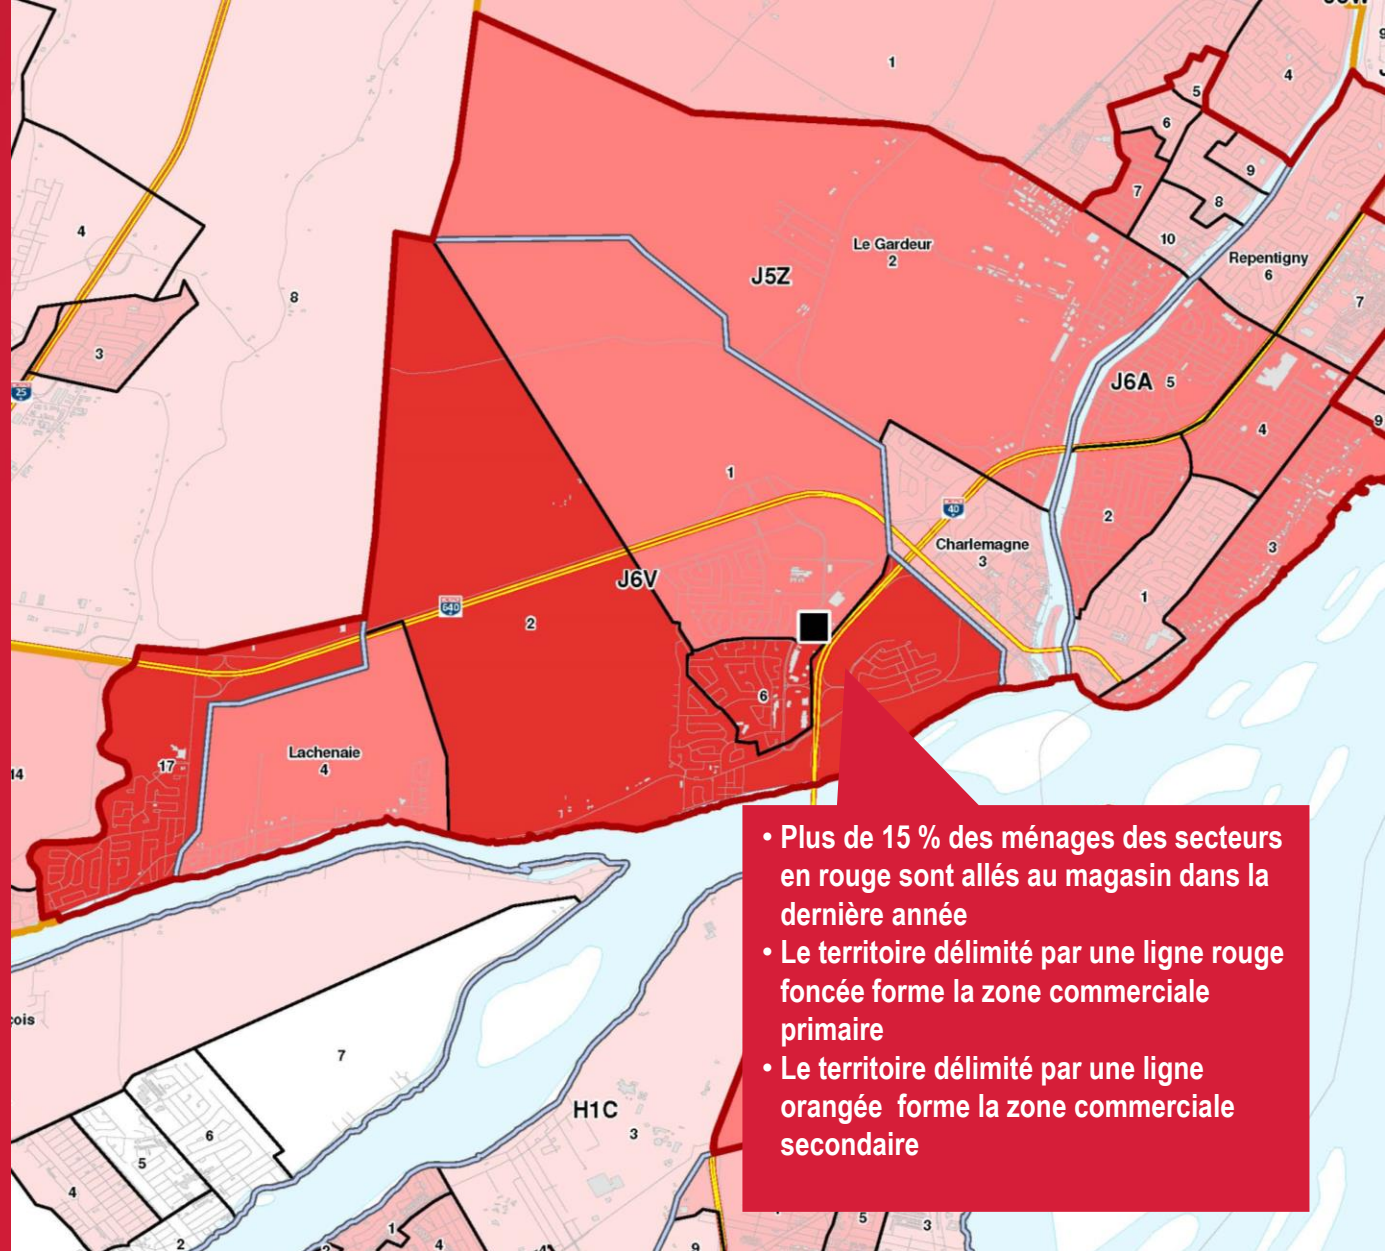 1
4
5
6
9
7
8
10
4
Le Gardeur
2
Repentigny
6
J5Z
7
8
3
25
J6A 5
9
4
1
40
2
Charlemagne
3
3
J6V
640
2
1
6
Lachenaie
4
17
14
• Plus de 15 % des ménages des secteurs
en rouge sont allés au magasin dans la
dernière année
• Le territoire délimité par une ligne rouge
foncée forme la zone commerciale
primaire
• Le territoire délimité par une ligne
orangée forme la zone commerciale
secondaire
7
H1C
3
6
5
4
1
2
4
5
3
9